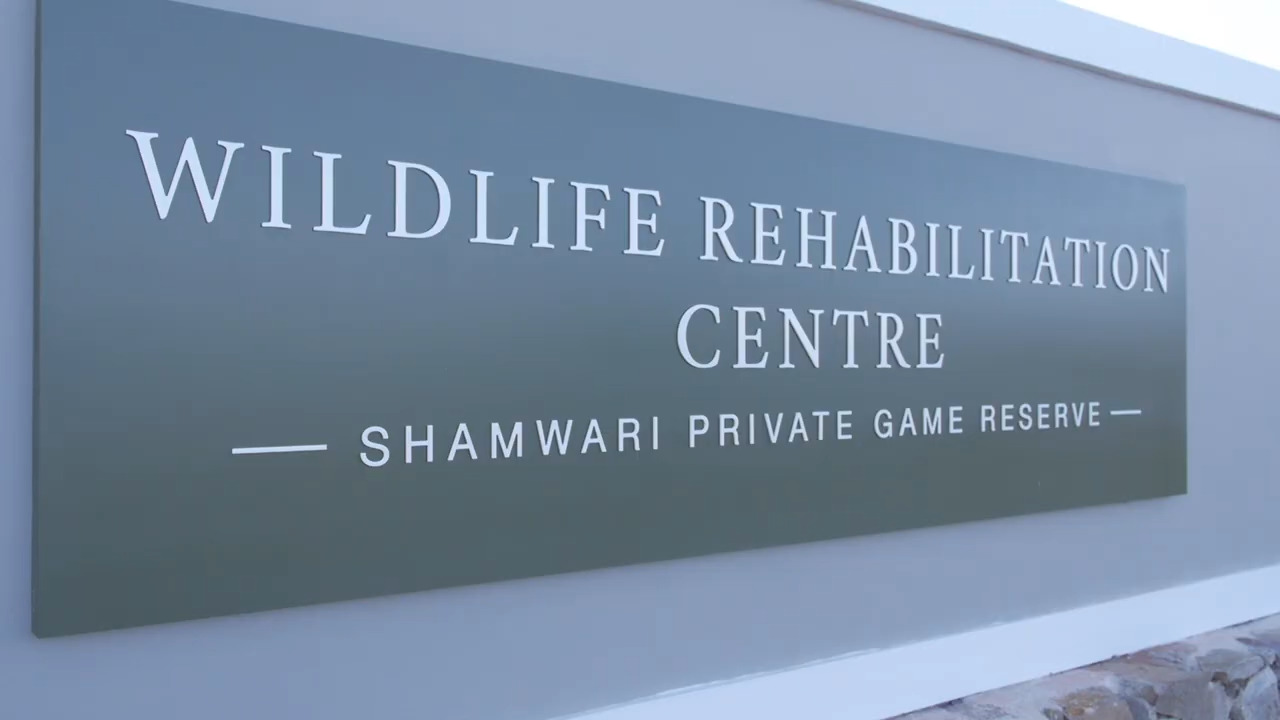 WILDLIFE REHABILITATION
CENTRE
— SHAMWARI PRIVATE GAME RESERVE —